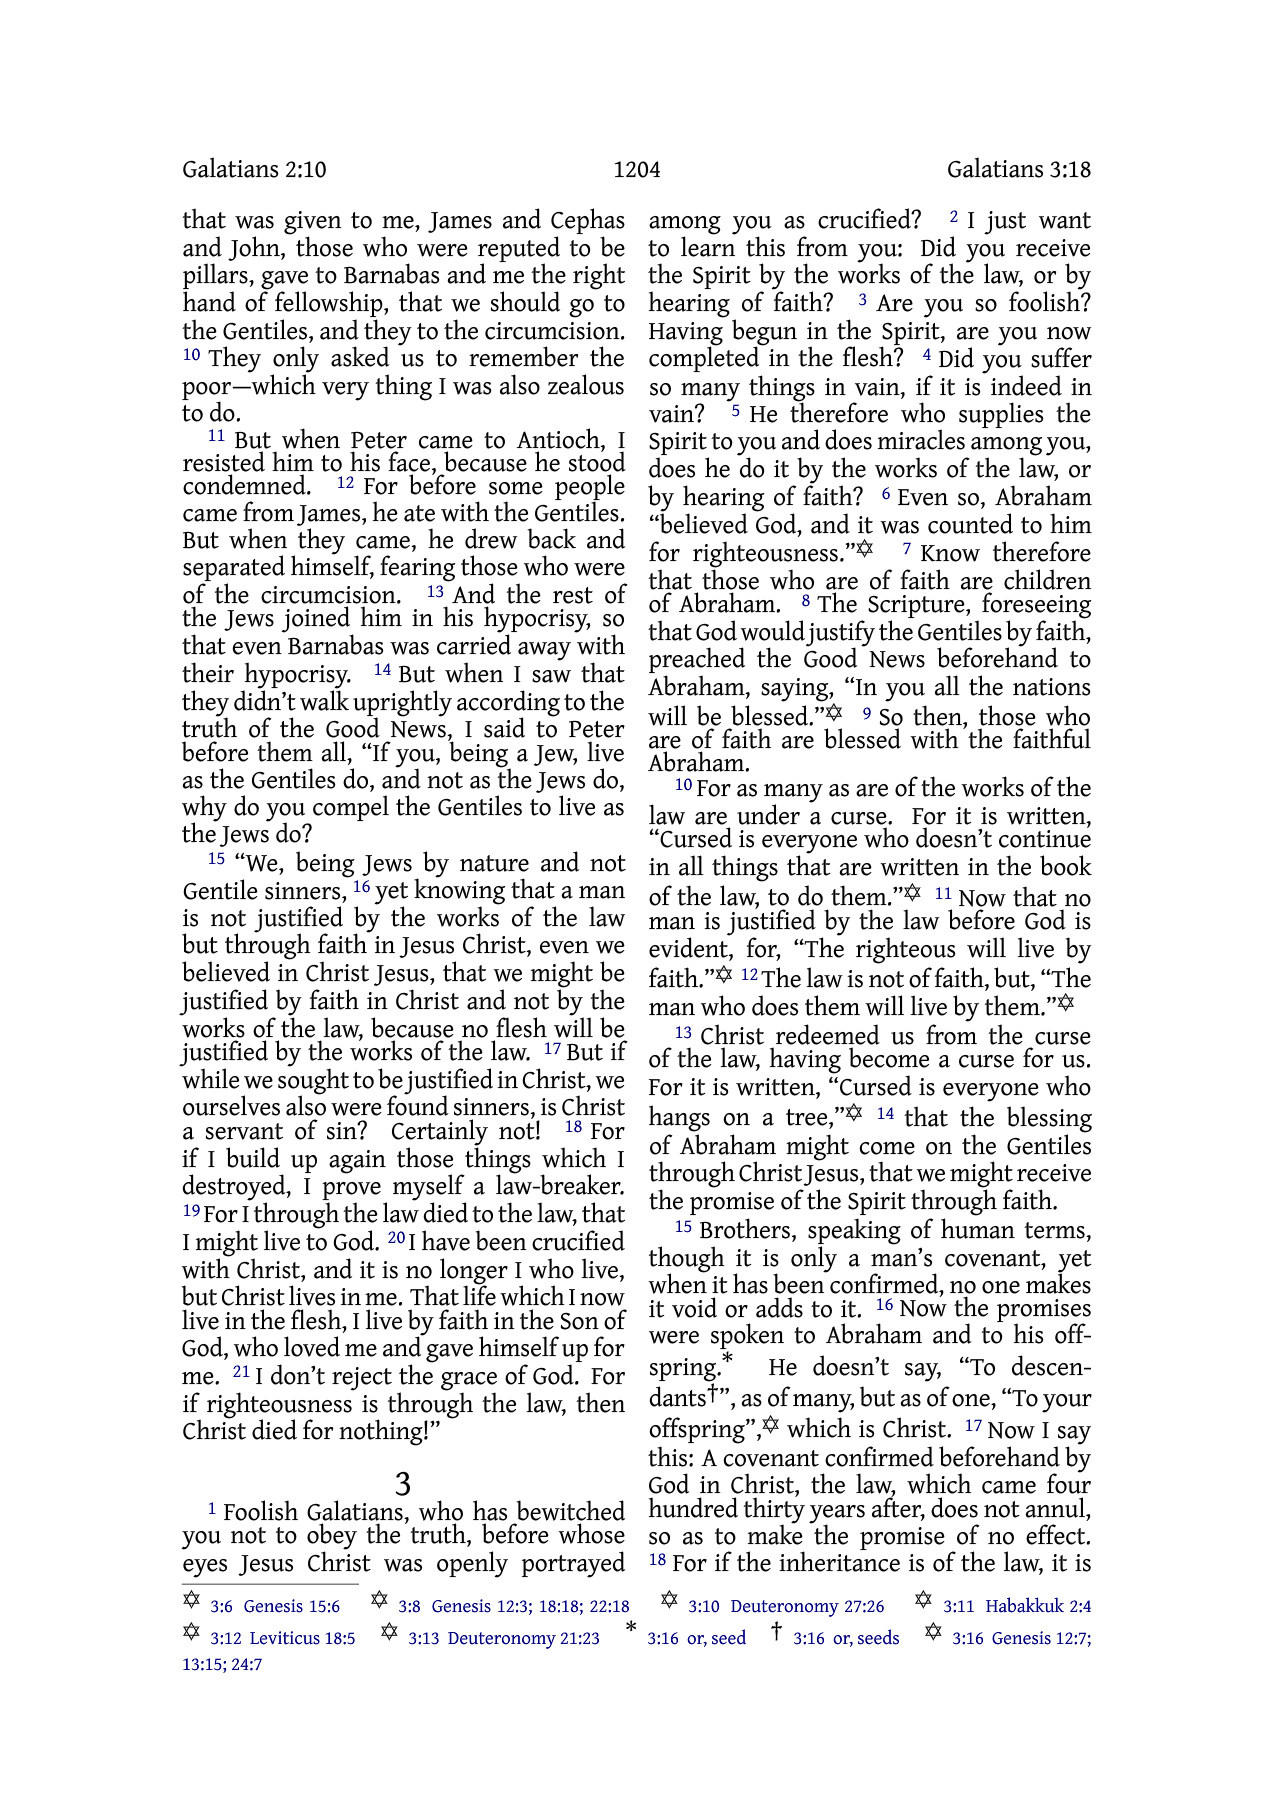 Galatians 2:10 1204 Galatians 3:18
that was given to me, James and Cephas
and John, those who were reputed to be
pillars, gave to Barnabas and me the right
hand of fellowship, that we should go to
the Gentiles, and they to the circumcision.
10 They only asked us to remember the
poor—which very thing I was also zealous
to do.
11 But when Peter came to Antioch, I
resisted him to his face, because he stood
condemned. 12 For before some people
came from James, he ate with the Gentiles.
But when they came, he drew back and
separated himself, fearing those who were
of the circumcision. 13 And the rest of
the Jews joined him in his hypocrisy, so
that even Barnabas was carried away with
their hypocrisy. 14 But when I saw that
they didn’t walk uprightly according to the
truth of the Good News, I said to Peter
before them all, “If you, being a Jew, live
as the Gentiles do, and not as the Jews do,
why do you compel the Gentiles to live as
the Jews do?
15 “We, being Jews by nature and not
Gentile sinners, 16 yet knowing that a man
is not justified by the works of the law
but through faith in Jesus Christ, even we
believed in Christ Jesus, that we might be
justified by faith in Christ and not by the
works of the law, because no flesh will be
justified by the works of the law. 17 But if
while we sought to be justified in Christ, we
ourselves also were found sinners, is Christ
a servant of sin? Certainly not! 18 For
if I build up again those things which I
destroyed, I prove myself a law-breaker.
19 For I through the law died to the law, that
I might live to God. 20 I have been crucified
with Christ, and it is no longer I who live,
but Christ lives in me. That life which I now
live in the flesh, I live by faith in the Son of
God, who loved me and gave himself up for
me. 21 I don’t reject the grace of God. For
if righteousness is through the law, then
Christ died for nothing!”
3
1 Foolish Galatians, who has bewitched
you not to obey the truth, before whose
eyes Jesus Christ was openly portrayed
among you as crucified? 2 I just want
to learn this from you: Did you receive
the Spirit by the works of the law, or by
hearing of faith? 3 Are you so foolish?
Having begun in the Spirit, are you now
completed in the flesh? 4 Did you suffer
so many things in vain, if it is indeed in
vain? 5 He therefore who supplies the
Spirit to you and does miracles among you,
does he do it by the works of the law, or
by hearing of faith? 6 Even so, Abraham
“believed God, and it was counted to him
for righteousness.”✡ 7 Know therefore
that those who are of faith are children
of Abraham. 8 The Scripture, foreseeing
that God would justify the Gentiles by faith,
preached the Good News beforehand to
Abraham, saying, “In you all the nations
will be blessed.”✡ 9 So then, those who
are of faith are blessed with the faithful
Abraham.
10 For as many as are of the works of the
law are under a curse. For it is written,
“Cursed is everyone who doesn’t continue
in all things that are written in the book
of the law, to do them.”✡ 11 Now that no
man is justified by the law before God is
evident, for, “The righteous will live by
faith.”✡ 12 The law is not of faith, but, “The
man who does them will live by them.”✡
13 Christ redeemed us from the curse
of the law, having become a curse for us.
For it is written, “Cursed is everyone who
hangs on a tree,”✡ 14 that the blessing
of Abraham might come on the Gentiles
through Christ Jesus, that we might receive
the promise of the Spirit through faith.
15 Brothers, speaking of human terms,
though it is only a man’s covenant, yet
when it has been confirmed, no one makes
it void or adds to it. 16 Now the promises
were spoken to Abraham and to his off-
spring.* He doesn’t say, “To descen-
dants†”, as of many, but as of one, “To your
offspring”,✡ which is Christ. 17 Now I say
this: A covenant confirmed beforehand by
God in Christ, the law, which came four
hundred thirty years after, does not annul,
so as to make the promise of no effect.
18 For if the inheritance is of the law, it is
✡ 3:6 Genesis 15:6 ✡ 3:8 Genesis 12:3; 18:18; 22:18 ✡ 3:10 Deuteronomy 27:26 ✡ 3:11 Habakkuk 2:4
✡ 3:12 Leviticus 18:5 ✡ 3:13 Deuteronomy 21:23 * 3:16 or, seed † 3:16 or, seeds ✡ 3:16 Genesis 12:7;
13:15; 24:7